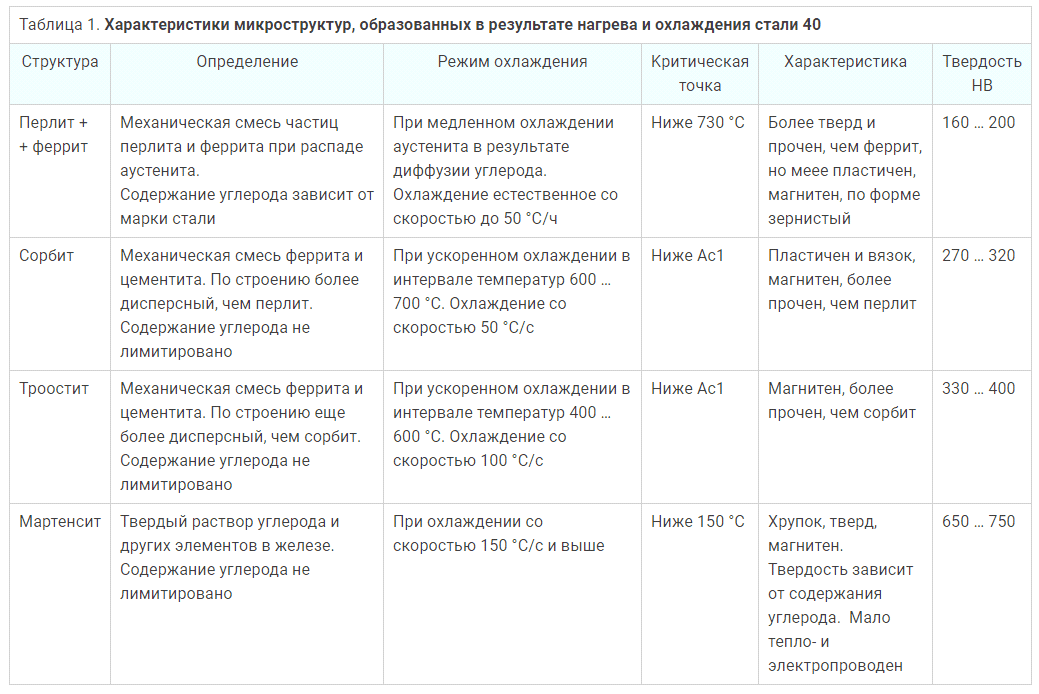 Таблица 1. Характеристики микроструктур, образованных в результате нагрева и охлаждения стали 40
Структура
Определение
Режим охлаждения
Критическая
точка
Характеристика
Твердость
НВ
Перлит +
+ феррит
Механическая смесь частиц
перлита и феррита при распаде
аустенита.
Содержание углерода зависит от
марки стали
При медленном охлаждении
аустенита в результате
диффузии углерода.
Охлаждение естественное со
скоростью до 50 °С/ч
Ниже 730 °С
Более тверд и
прочен, чем феррит,
но меее пластичен,
магнитен, по форме
зернистый
160 ... 200
Сорбит
Механическая смесь феррита и
цементита. По строению более
дисперсный, чем перлит.
Содержание углерода не
лимитировано
При ускоренном охлаждении в
интервале температур 600 ...
700 °С. Охлаждение со
скоростью 50 °С/с
Ниже Ас1
Пластичен и вязок,
магнитен, более
прочен, чем перлит
270 ... 320
Троостит
Механическая смесь феррита и
цементита. По строению еще
более дисперсный, чем сорбит.
Содержание углерода не
лимитировано
При ускоренном охлаждении в
интервале температур 400 ...
600 °С. Охлаждение со
скоростью 100 °С/с
Ниже Ас1
Магнитен, более
прочен, чем сорбит
330 ... 400
Мартенсит
Твердый раствор углерода и
других элементов в железе.
Содержание углерода не
лимитировано
При охлаждении со
скоростью 150 °С/с и выше
Ниже 150 °С
Хрупок, тверд,
магнитен.
Твердость зависит
от содержания
углерода. Мало
тепло- и
электропроводен
650 ... 750